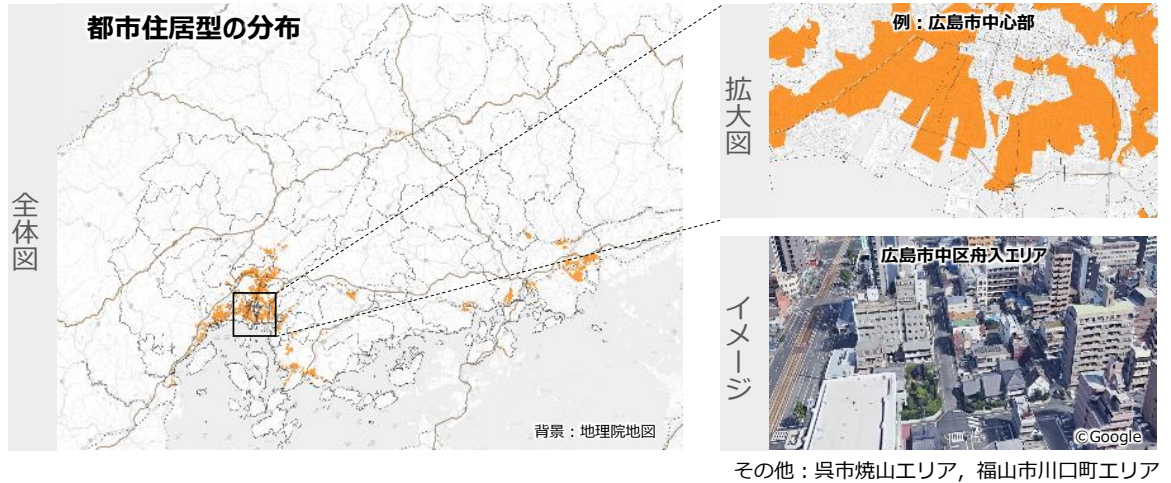 都市住居型の分布
全体図
背景：地理院地図
拡大図
例：広島市中心部
イメージ
広島市中区舟入エリア
©Google
その他：呉市焼山エリア，福山市川口町エリア